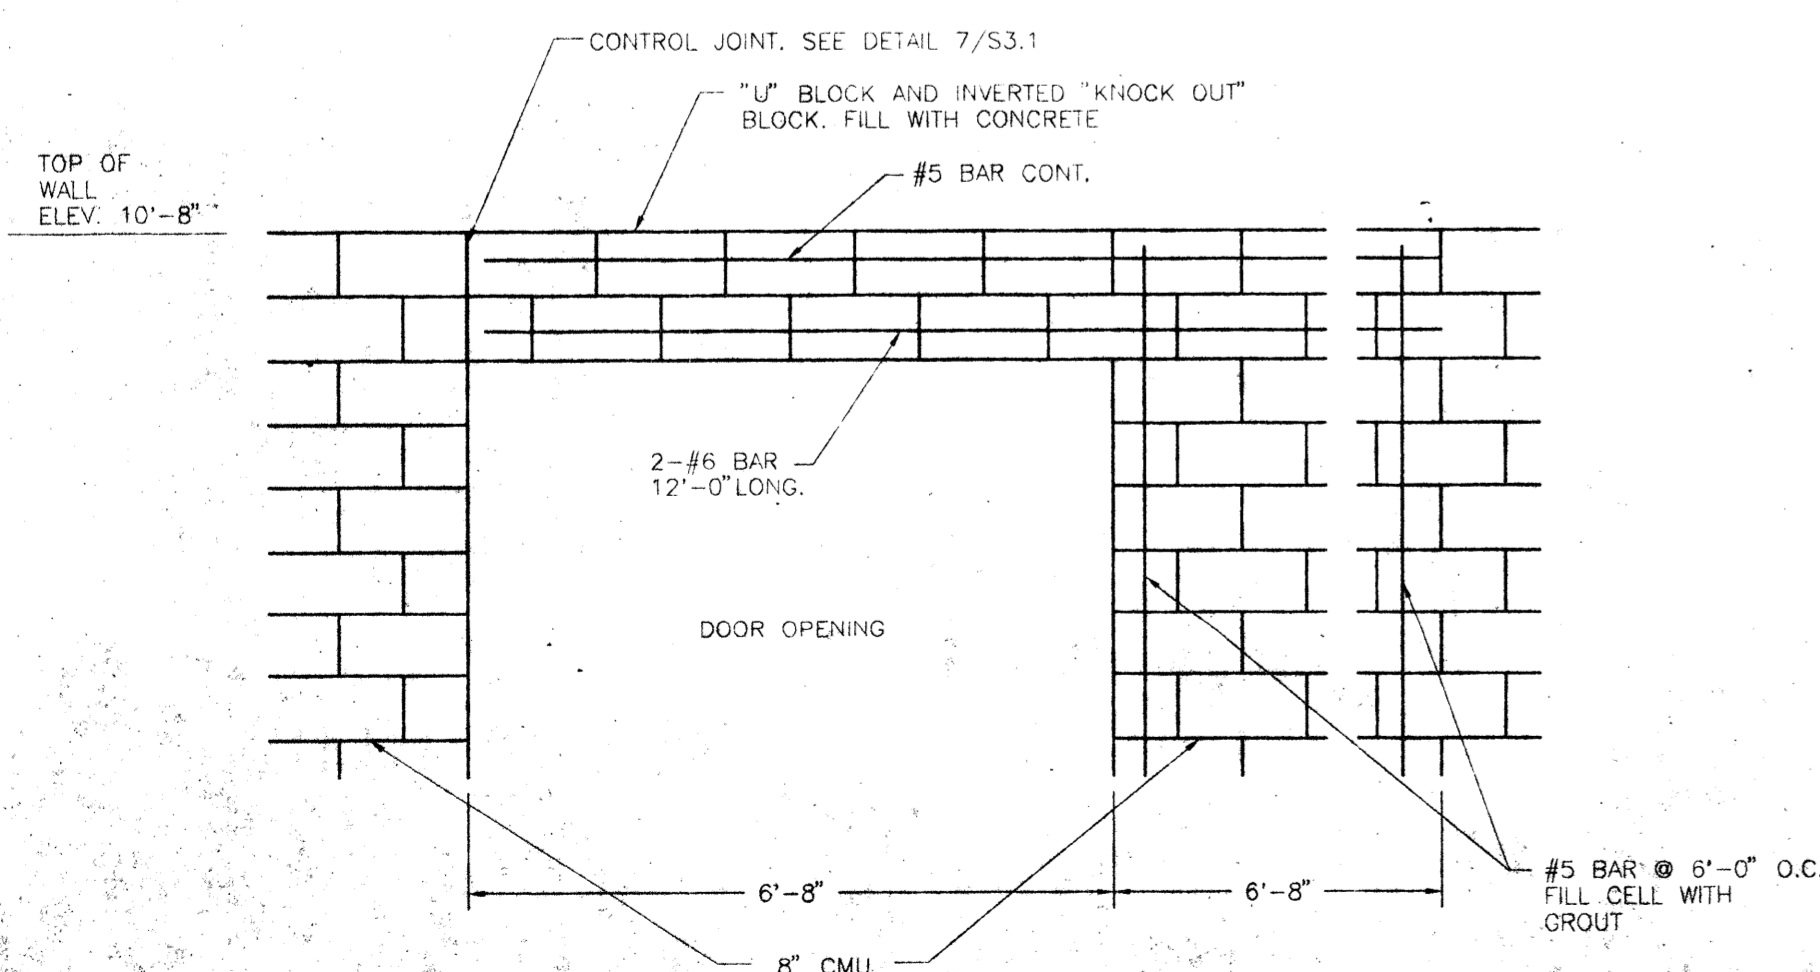 CONTROL JOINT. SEE DETAIL 7/S3.1
"U" BLOCK AND INVERTED "KNOCK OUT"
BLOCK. FILL WITH CONCRETE
#5 BAR CONT.
TOP OF
WALL
ELEV. 10'-8"
2-#6 BAR
12'-0" LONG.
DOOR OPENING
6'-8"
6'-8"
#5 BAR @ 6'-0" O.C.
FILL CELL WITH
GROUT
8" CMU